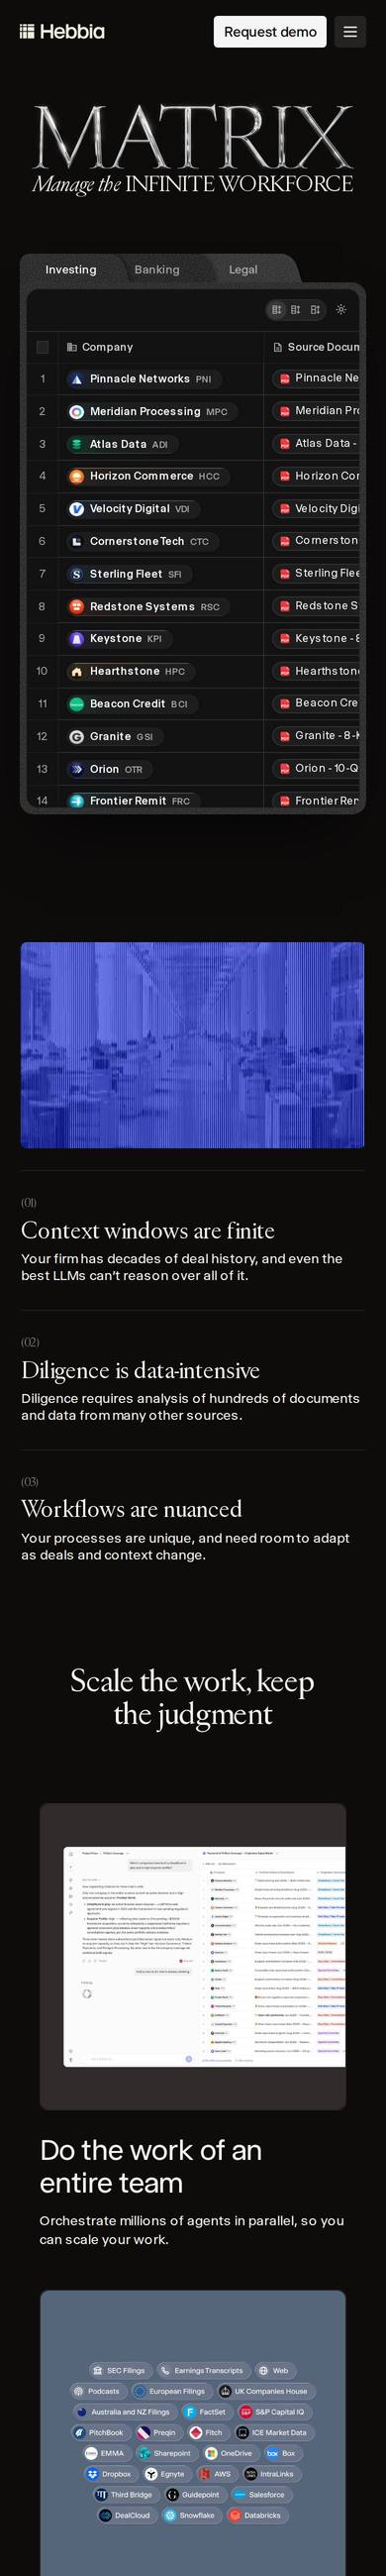 Hebbia
Request demo
MATRIX
Manage the INFINITE WORKFORCE
Investing
Banking
Legal
Company
Source Docum
1 Pinnacle Networks PNI Pinnacle Ne
2 Meridian Processing MPC Meridian Pro
3 Atlas Data ADI Atlas Data -
4 Horizon Commerce HCC Horizon Con
5 Velocity Digital VDI Velocity Digi
6 CornerstoneTech CTC Cornerston
7 Sterling Fleet SFI Sterling Flee
8 Redstone Systems RSC Redstone S
9 Keystone KPI Keystone - 8
10 Hearthstone HPC Hearthstone
11 Beacon Credit BCI Beacon Cre
12 Granite GSI Granite - 8-K
13 Orion OTR Orion - 10-Q
14 Frontier Remit FRC Frontier Ren
(01)
Context windows are finite
Your firm has decades of deal history, and even the
best LLMs can't reason over all of it.
(02)
Diligence is data-intensive
Diligence requires analysis of hundreds of documents
and data from many other sources.
(03)
Workflows are nuanced
Your processes are unique, and need room to adapt
as deals and context change.
Scale the work, keep
the judgment
Do the work of an
entire team
Orchestrate millions of agents in parallel, so you
can scale your work.
SEC Filings Earnings Transcripts Web
Podcasts European Filings UK Companies House
Australia and NZ Filings FactSet S&P Capital IQ
PitchBook Preqin Fitch ICE Market Data
EMMA Sharepoint OneDrive Box
Dropbox Egnyte AWS IntraLinks
Third Bridge Guidepoint Salesforce
DealCloud Snowflake Databricks